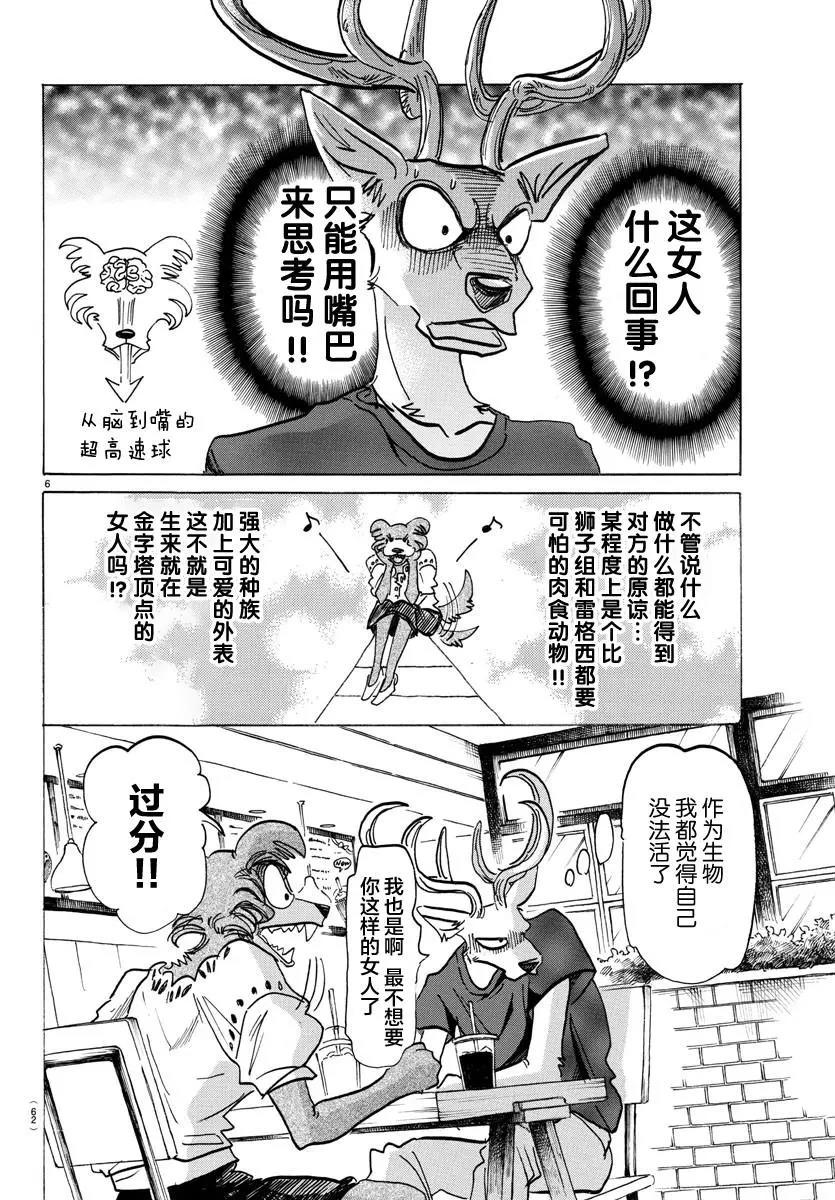 这女人
什么回事
!?
只能用嘴巴
来思考吗!!
从脑到嘴的
超高速球
6
不管说什么
做什么都能得到
对方的原谅…
某程度上是个比
狮子组和雷格西都要
可怕的肉食动物!!
强大的种族
加上可爱的外表
这不就是
生来就在
金字塔顶点的
女人吗!?
作为生物
我都觉得自己
没法活了
我也是啊 最不想要
你这样的女人了
过分!!
New
(62)